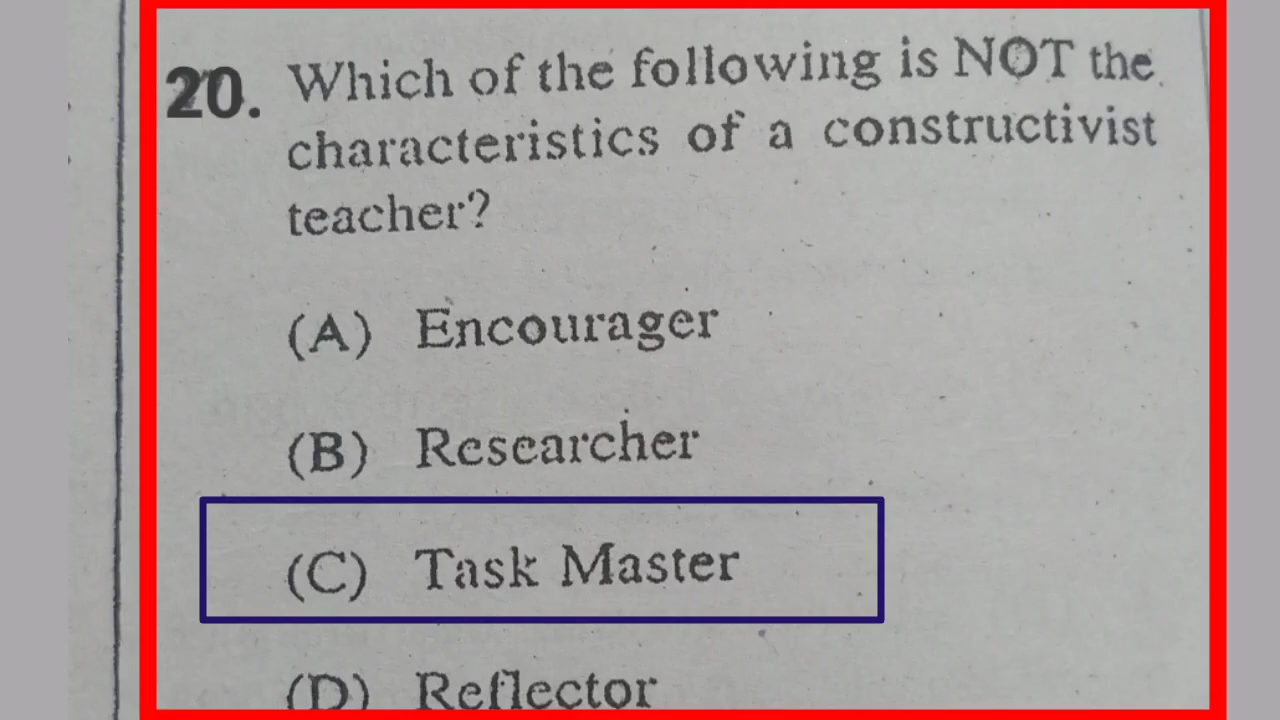 20. Which of the following is NOT the
characteristics of a constructivist
teacher?
(A) Encourager
(B) Researcher
(C) Task Master
(D) Reflector